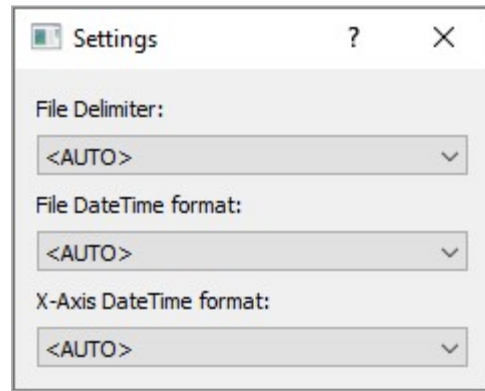 Settings ?
File Delimiter:
<AUTO>
File DateTime format:
<AUTO>
X-Axis DateTime format:
<AUTO>